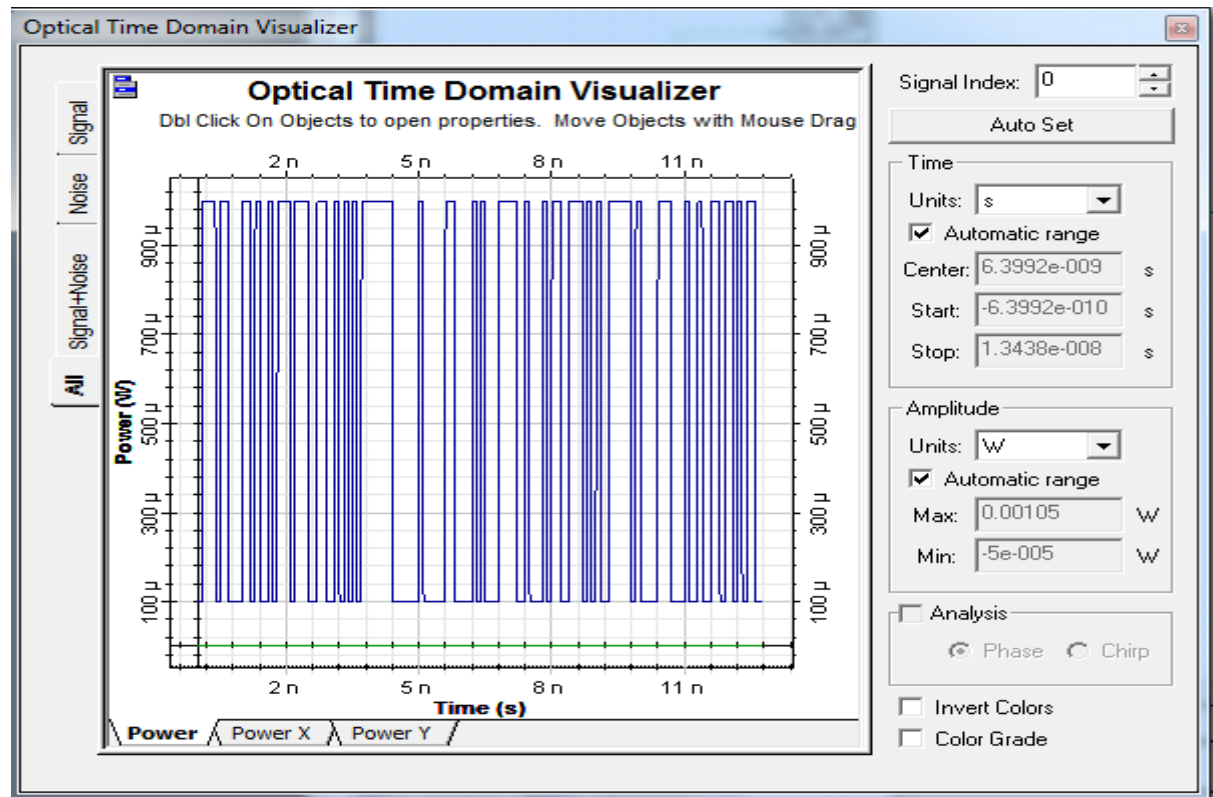 Optical Time Domain Visualizer
Signal
Noise
Signal+Noise
All
Optical Time Domain Visualizer
Dbl Click On Objects to open properties. Move Objects with Mouse Drag
2 n 5 n 8 n 11 n
Power (W)
900 µ
700 µ
500 µ
300 µ
100 µ
900 µ
700 µ
500 µ
300 µ
100 µ
2 n 5 n 8 n 11 n
Time (s)
Power Power X Power Y
Signal Index: 0
Auto Set
Time
Units: s
Automatic range
Center: 6.3992e-009 s
Start: -6.3992e-010 s
Stop: 1.3438e-008 s
Amplitude
Units: W
Automatic range
Max: 0.00105 W
Min: -5e-005 W
Analysis
Phase Chirp
Invert Colors
Color Grade